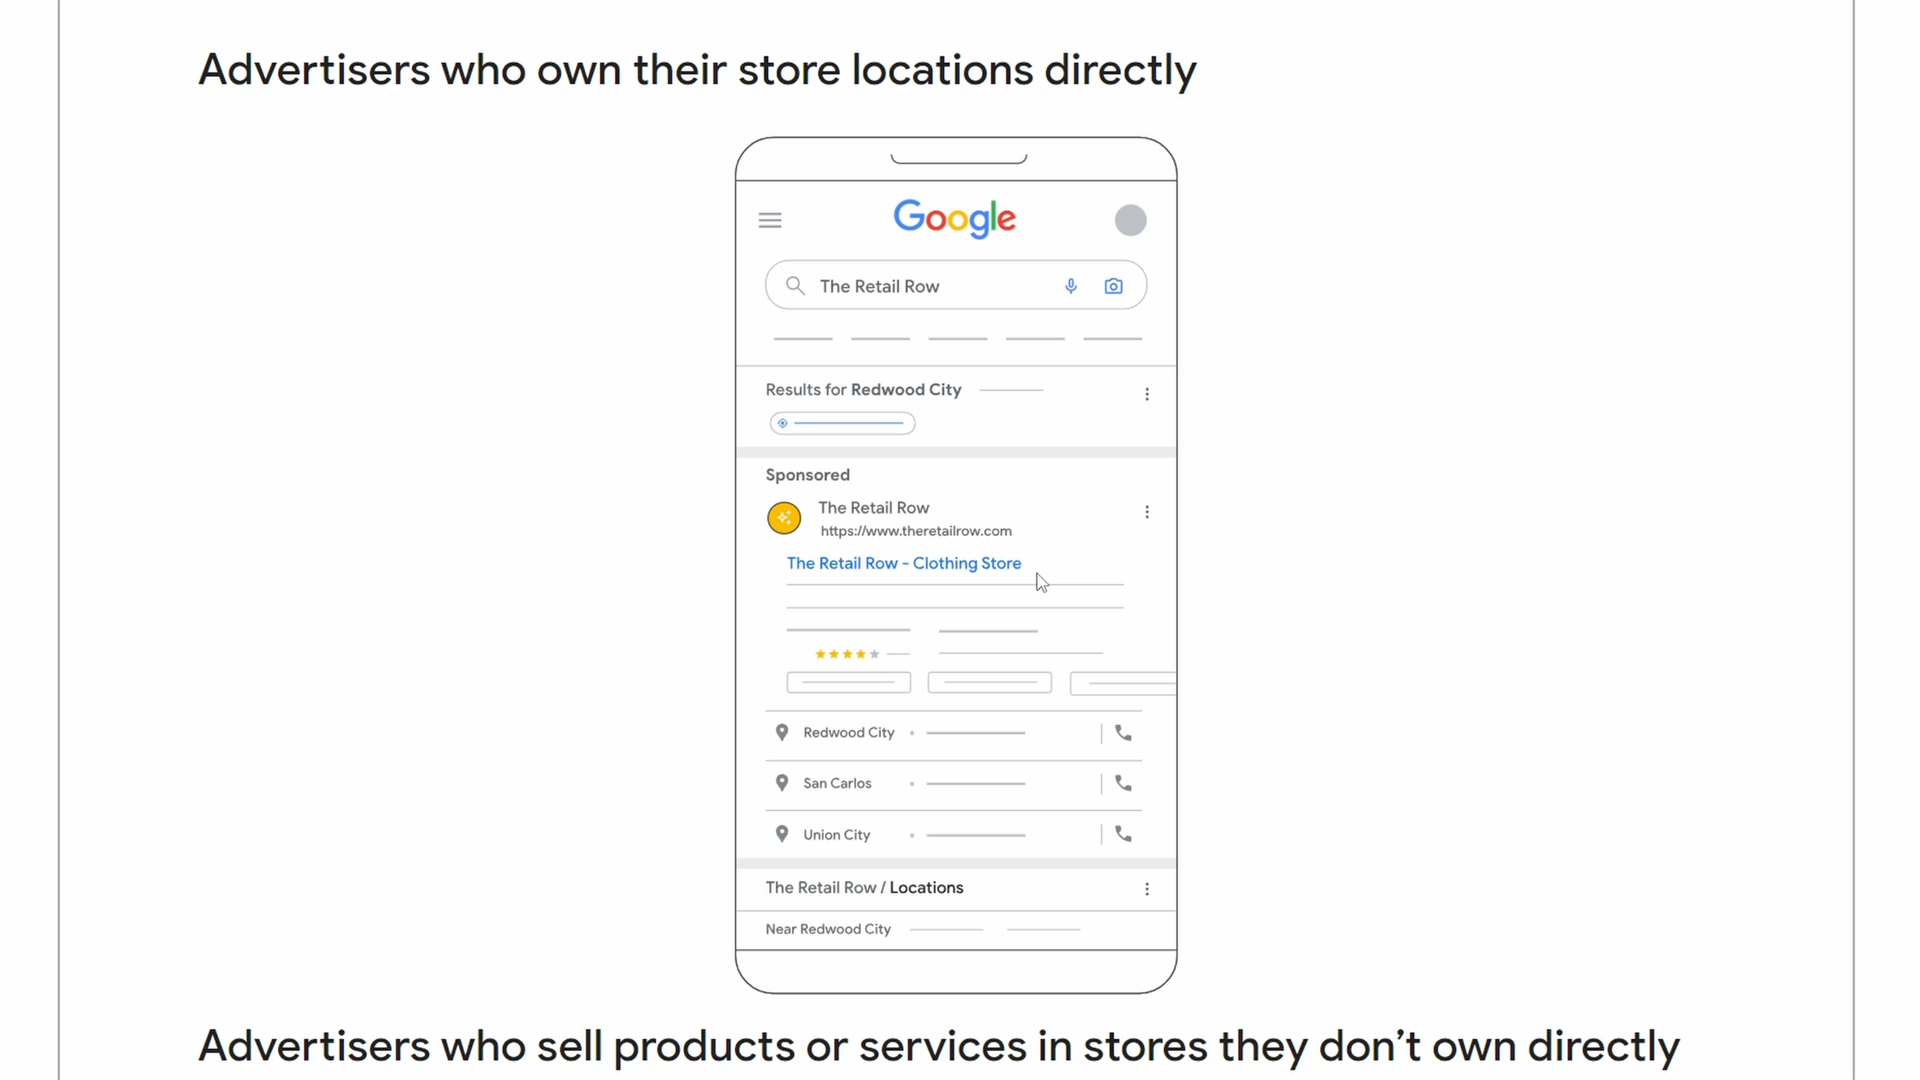 Advertisers who own their store locations directly
Google
The Retail Row
Results for Redwood City
Sponsored
The Retail Row
https://www.theretailrow.com
The Retail Row - Clothing Store
Redwood City
San Carlos
Union City
The Retail Row / Locations
Near Redwood City
Advertisers who sell products or services in stores they don’t own directly